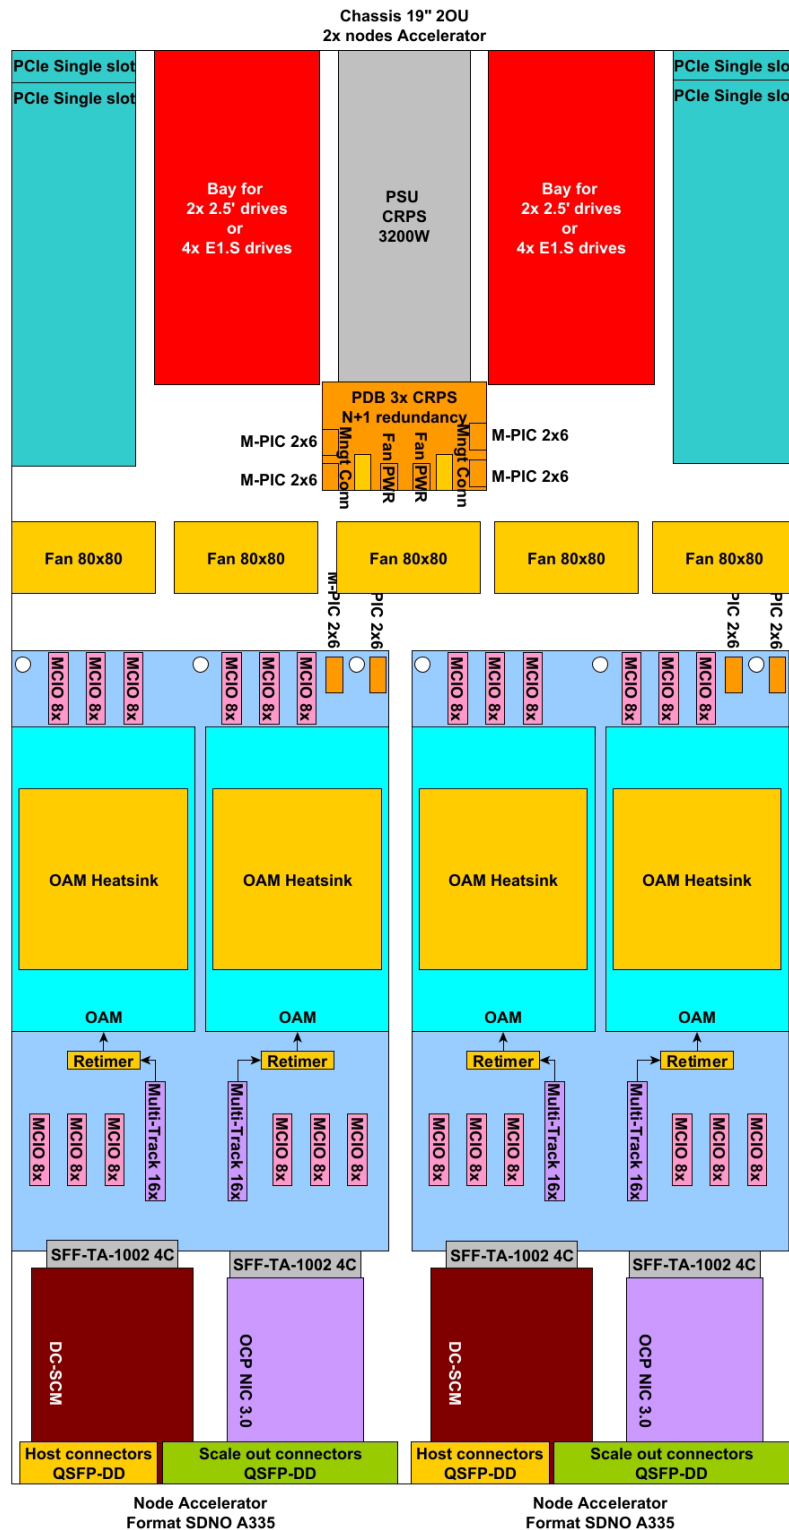 Chassis 19" 2OU
2x nodes Accelerator
PCIe Single slot
PCIe Single slot
Bay for
2x 2.5' drives
or
4x E1.S drives
PSU
CRPS
3200W
Bay for
2x 2.5' drives
or
4x E1.S drives
PCIe Single slo
PCIe Single slo
PDB 3x CRPS
N+1 redundancy
M-PIC 2x6
M-PIC 2x6
Mngt Conn
Fan PWR
Fan PWR
Mngt Conn
M-PIC 2x6
M-PIC 2x6
Fan 80x80
Fan 80x80
Fan 80x80
Fan 80x80
Fan 80x80
M-PIC 2x6
PIC 2x6
PIC 2x6
PIC 2x6
MCIO 8x
MCIO 8x
MCIO 8x
MCIO 8x
MCIO 8x
MCIO 8x
MCIO 8x
MCIO 8x
MCIO 8x
MCIO 8x
MCIO 8x
MCIO 8x
OAM Heatsink
OAM Heatsink
OAM Heatsink
OAM Heatsink
OAM
OAM
OAM
OAM
Retimer
Retimer
Retimer
Retimer
MCIO 8x
MCIO 8x
MCIO 8x
Multi-Track 16x
Multi-Track 16x
MCIO 8x
MCIO 8x
MCIO 8x
MCIO 8x
MCIO 8x
MCIO 8x
Multi-Track 16x
Multi-Track 16x
MCIO 8x
MCIO 8x
MCIO 8x
SFF-TA-1002 4C
SFF-TA-1002 4C
SFF-TA-1002 4C
SFF-TA-1002 4C
DC-SCM
OCP NIC 3.0
DC-SCM
OCP NIC 3.0
Host connectors
QSFP-DD
Scale out connectors
QSFP-DD
Host connectors
QSFP-DD
Scale out connectors
QSFP-DD
Node Accelerator
Format SDNO A335
Node Accelerator
Format SDNO A335